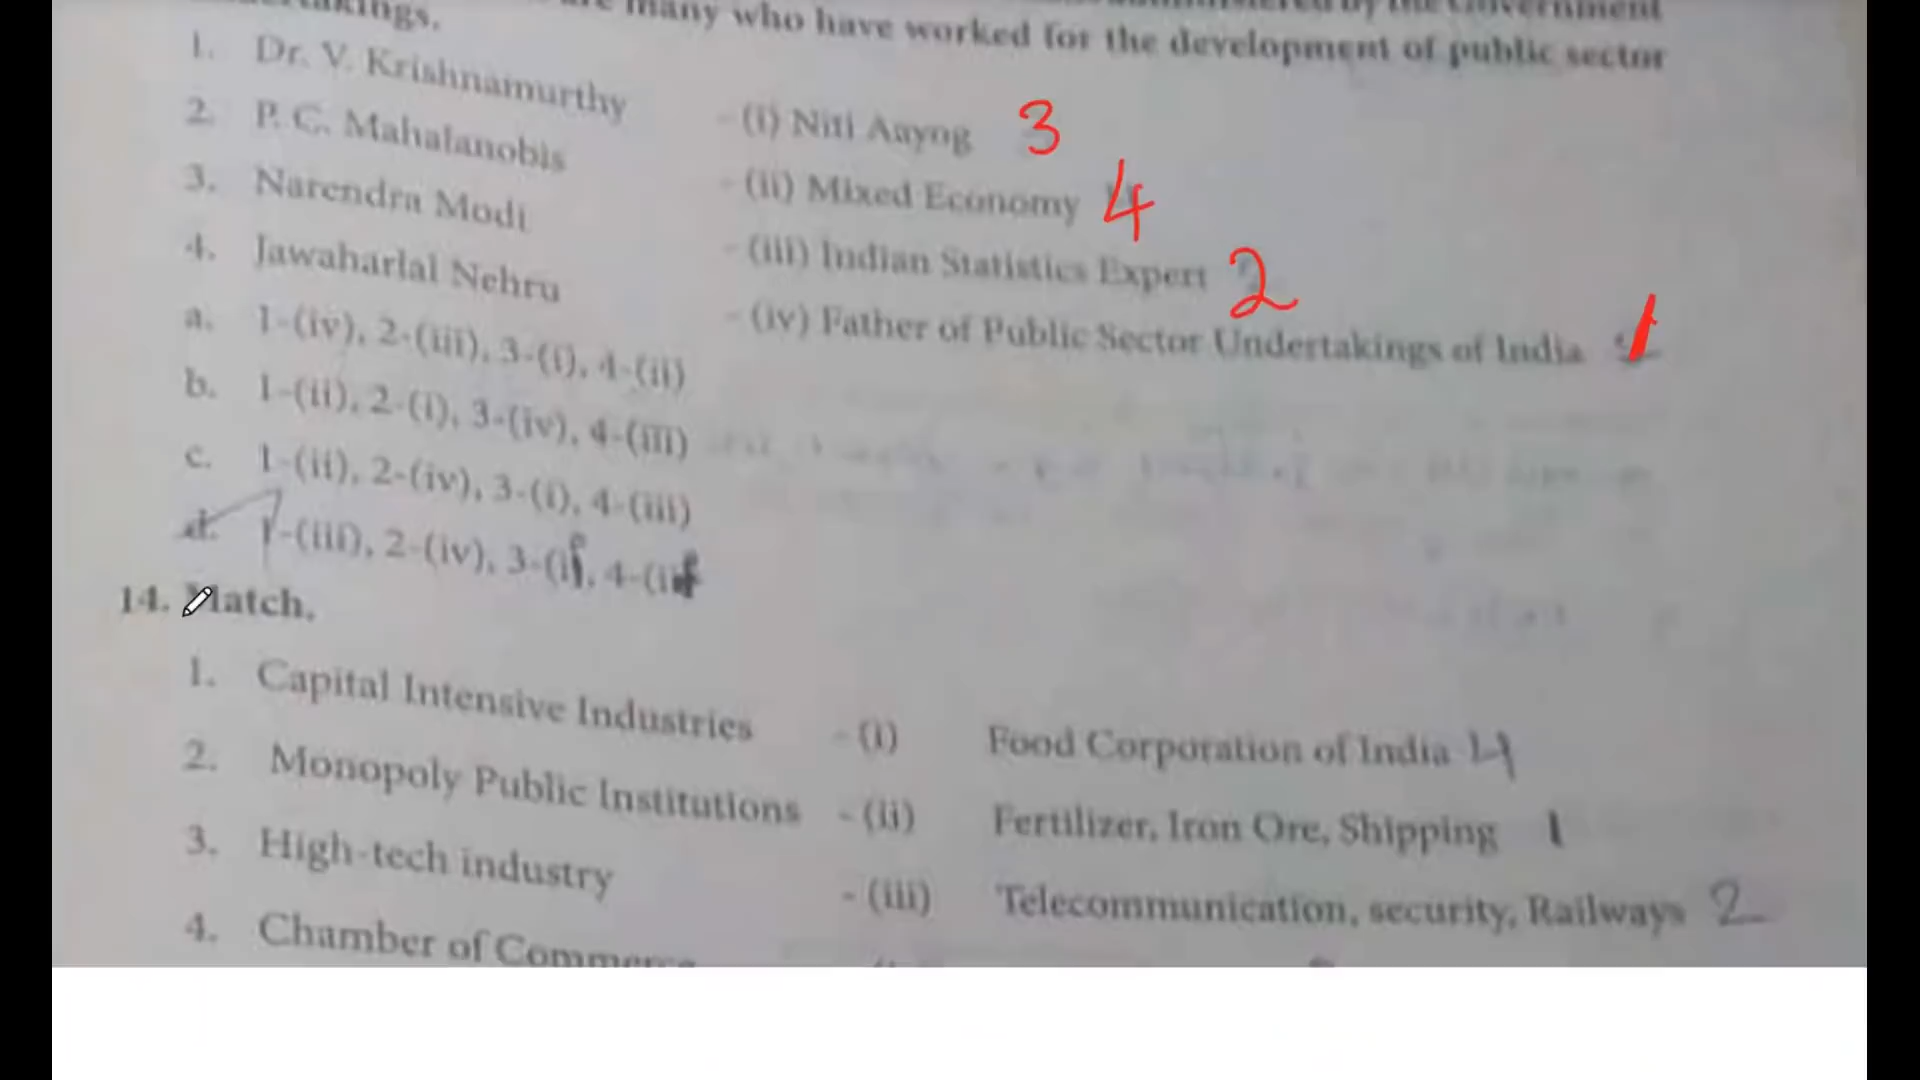 by the Government
many who have worked for the development of public sector
1. Dr. V. Krishnamurthy - (i) Niti Aayog 3
2. P. C. Mahalanobis - (ii) Mixed Economy 4
3. Narendra Modi - (iii) Indian Statistics Expert 2
4. Jawaharlal Nehru - (iv) Father of Public Sector Undertakings of India 1
a. 1-(iv), 2-(iii), 3-(i), 4-(ii)
b. 1-(ii), 2-(i), 3-(iv), 4-(iii)
c. 1-(ii), 2-(iv), 3-(i), 4-(iii)
d. 1-(iii), 2-(iv),
14. Match.
1. Capital Intensive Industries - (i) Food Corporation of India 4
2. Monopoly Public Institutions - (ii) Fertilizer, Iron Ore, Shipping 1
3. High-tech industry - (iii) Telecommunication, security, Railways 2
4. Chamber of Commerce